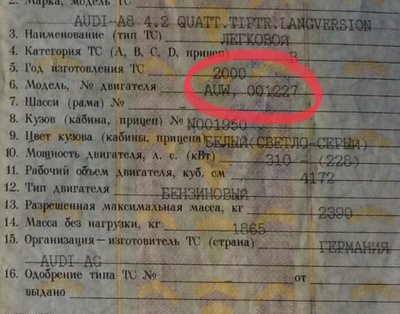 2. Марка, модель ТС
AUDI-A8 4.2 QUATT.TIPTR.LANGVERSION
3. Наименование (тип ТС) ЛЕГКОВОЙ
4. Категория ТС (A, B, C, D, прицеп) B
5. Год изготовления ТС 2000
6. Модель, № двигателя AUW, 001227
7. Шасси (рама) №
8. Кузов (кабина, прицеп) № N001950
9. Цвет кузова (кабины, прицепа) БЕЛЫЙ(СВЕТЛО-СЕРЫЙ)
10. Мощность двигателя, л. с. (кВт) 310 - (228)
11. Рабочий объем двигателя, куб. см 4172
12. Тип двигателя БЕНЗИНОВЫЙ
13. Разрешенная максимальная масса, кг 2390
14. Масса без нагрузки, кг 1865
15. Организация-изготовитель ТС (страна) ГЕРМАНИЯ
AUDI AG
16. Одобрение типа ТС № от
выдано